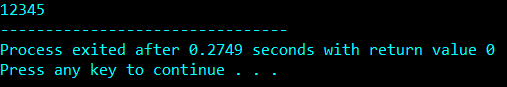 12345
--------------------------------
Process exited after 0.2749 seconds with return value 0
Press any key to continue . . .